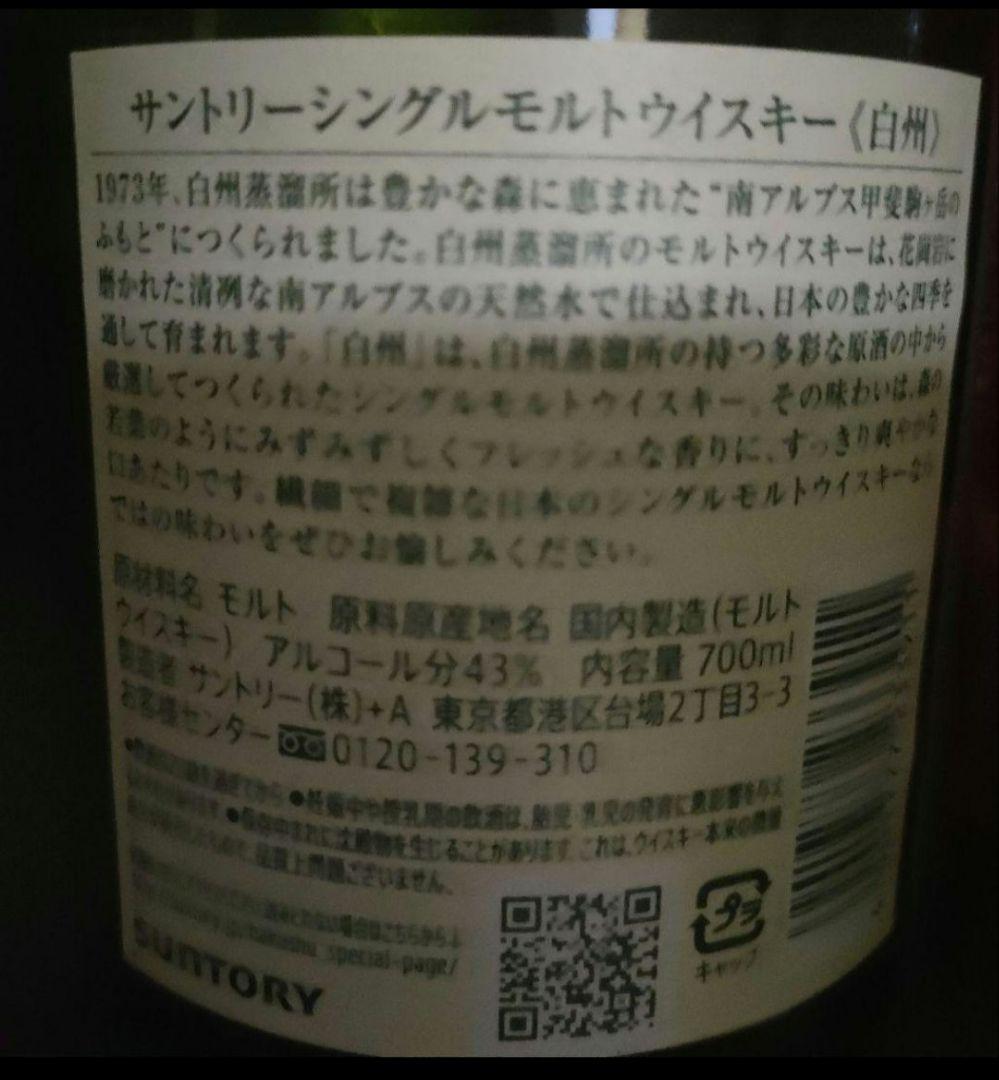 サントリーシングルモルトウイスキー《白州》
1973年、白州蒸溜所は豊かな森に恵まれた"南アルプス甲斐駒ヶ岳の
ふもと"につくられました。白州蒸溜所のモルトウイスキーは、花崗岩に
磨かれた清冽な南アルプスの天然水で仕込まれ、日本の豊かな四季を
通して育まれます。「白州」は、白州蒸溜所の持つ多彩な原酒の中から
厳選してつくられたシングルモルトウイスキー。その味わいは、森の
若葉のようにみずみずしくフレッシュな香りに、すっきり爽やかな
口あたりです。繊細で複雑な日本のシングルモルトウイスキーなら
ではの味わいをぜひお愉しみください。
原材料名 モルト 原料原産地名 国内製造(モルト
ウイスキー) アルコール分43% 内容量 700ml
製造者 サントリー(株)+A 東京都港区台場2丁目3-3
お客様センター 0120-139-310
●妊娠中や授乳期の飲酒は、胎児・乳児の発育に悪影響を与え
●保存中まれに沈殿物を生じることがあります。これは、ウイスキー本来の
品質上問題ございません。
場合はこちらから↓
special-page/
SUNTORY
プラ
キャップ